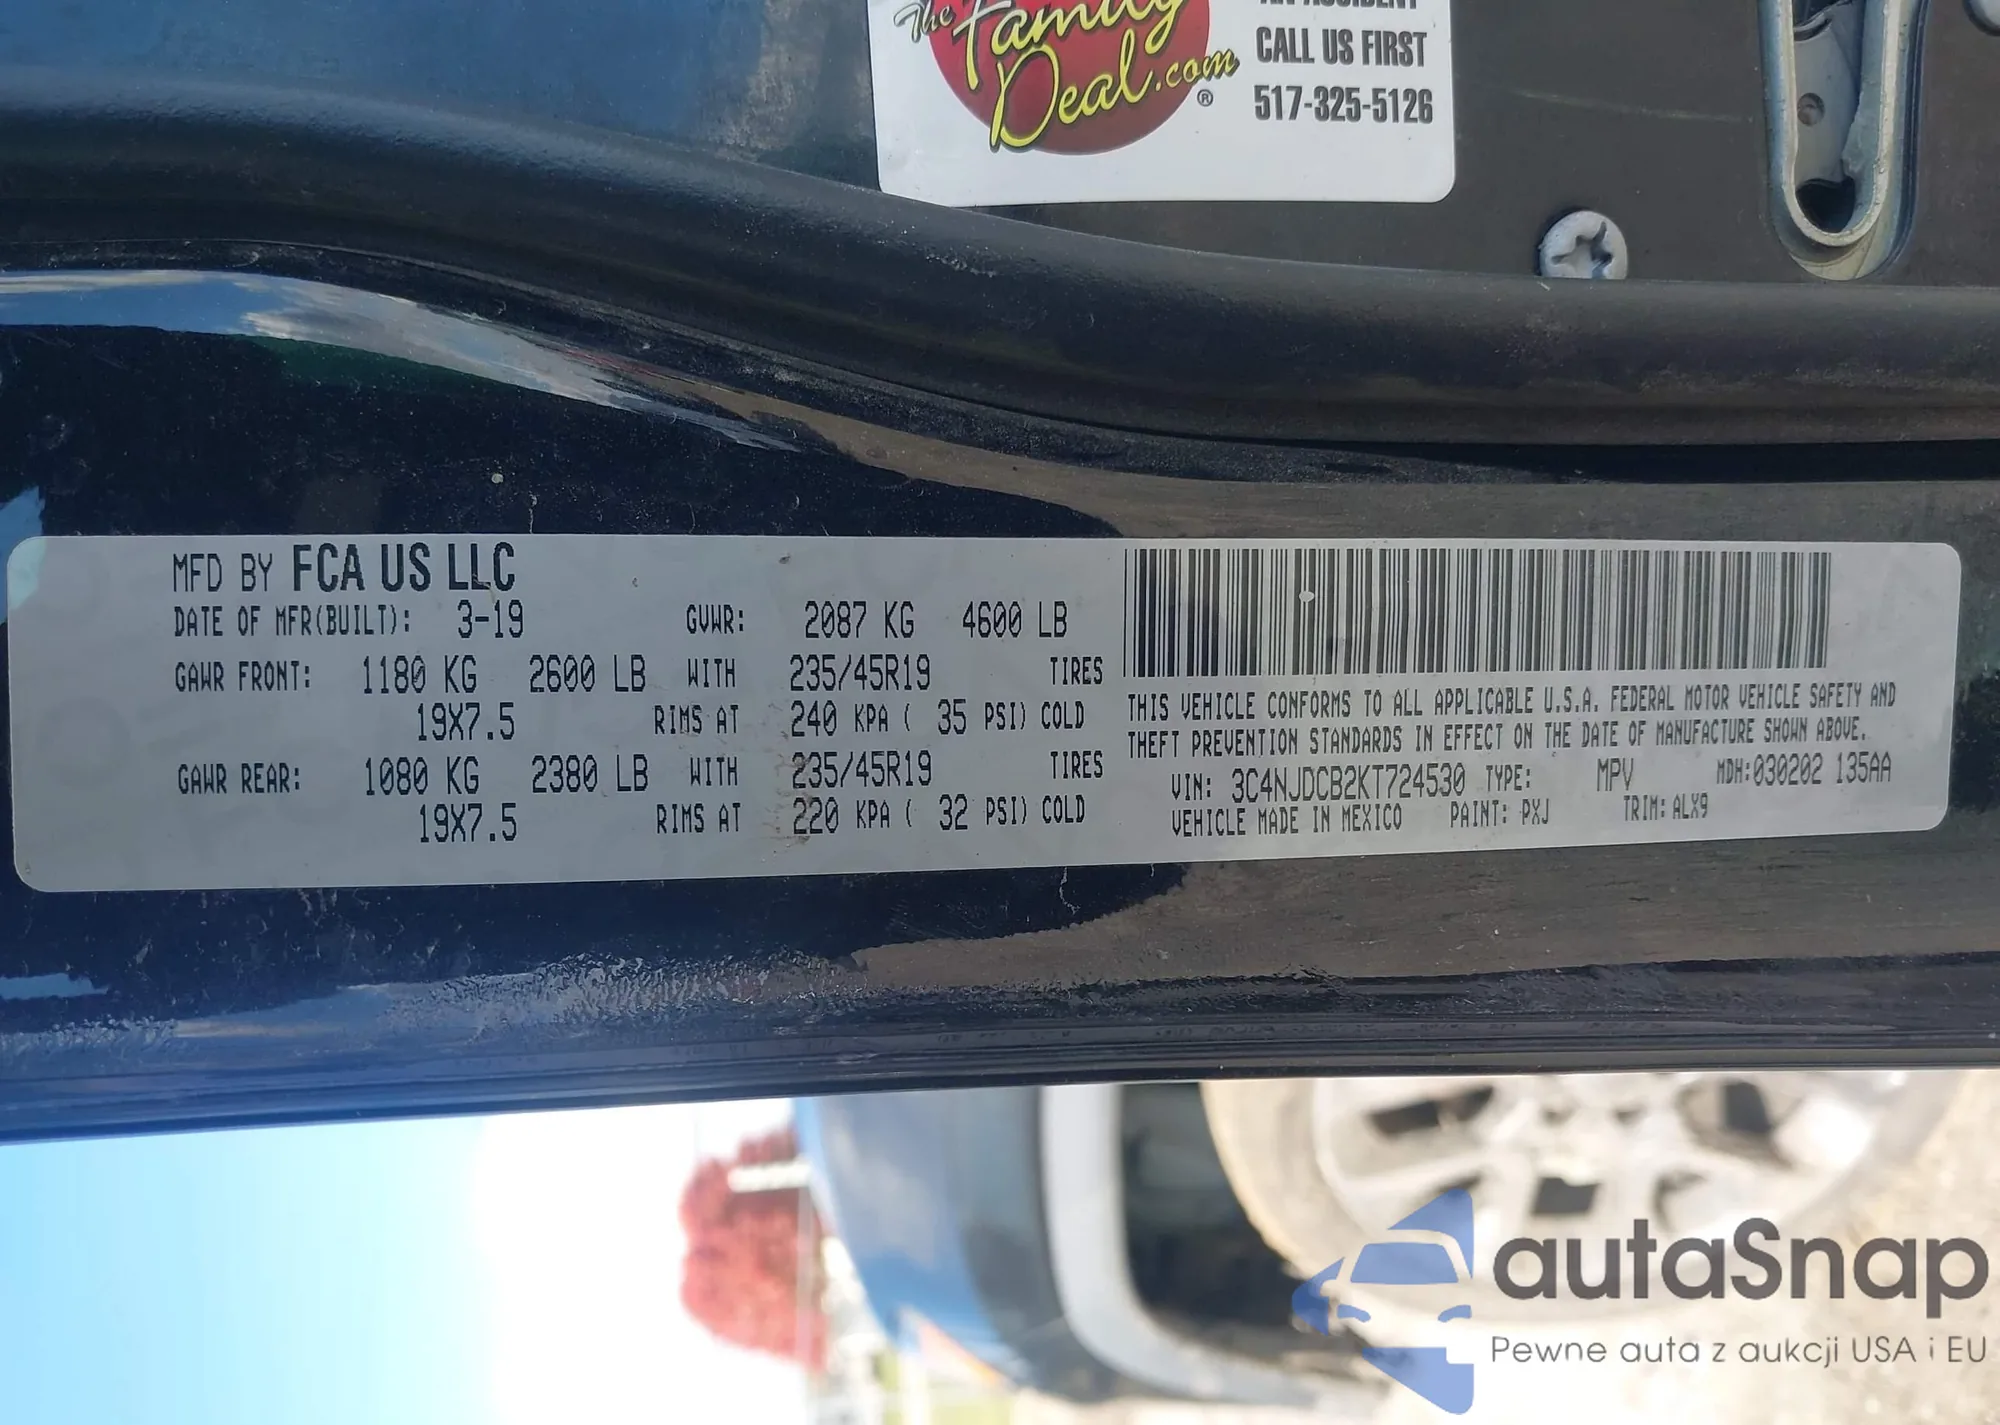 The Family
Deal.com
®
CALL US FIRST
517-325-5126
MFD BY FCA US LLC
DATE OF MFR(BUILT): 3-19 GVWR: 2087 KG 4600 LB
GAWR FRONT: 1180 KG 2600 LB WITH 235/45R19 TIRES
19X7.5 RIMS AT 240 KPA ( 35 PSI) COLD
GAWR REAR: 1080 KG 2380 LB WITH 235/45R19 TIRES
19X7.5 RIMS AT 220 KPA ( 32 PSI) COLD
THIS VEHICLE CONFORMS TO ALL APPLICABLE U.S.A. FEDERAL MOTOR VEHICLE SAFETY AND
THEFT PREVENTION STANDARDS IN EFFECT ON THE DATE OF MANUFACTURE SHOWN ABOVE.
VIN: 3C4NJDCB2KT724530 TYPE: MPV MDH:030202 135AA
VEHICLE MADE IN MEXICO PAINT: PXJ TRIM: ALX9
autaSnap
Pewne auta z aukcji USA i EU